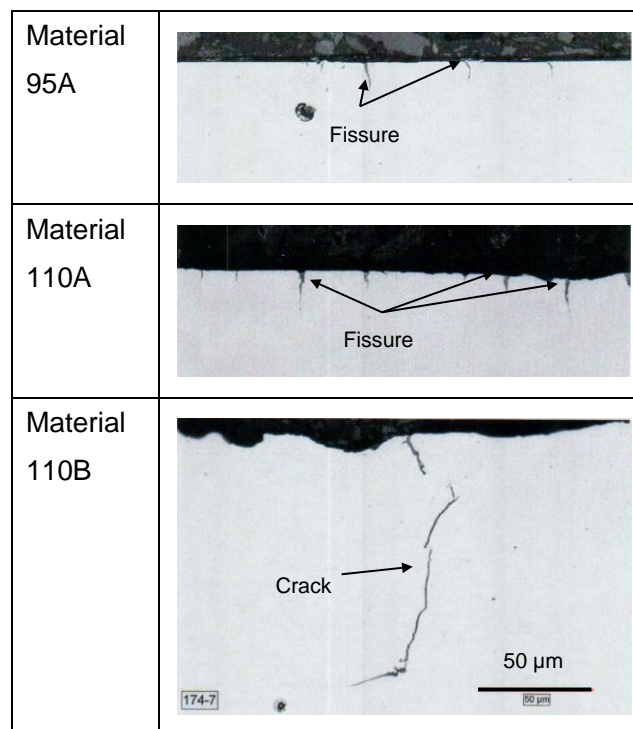 Material
95A
Fissure
Material
110A
Fissure
Material
110B
Crack
50 µm
174-7
50 µm